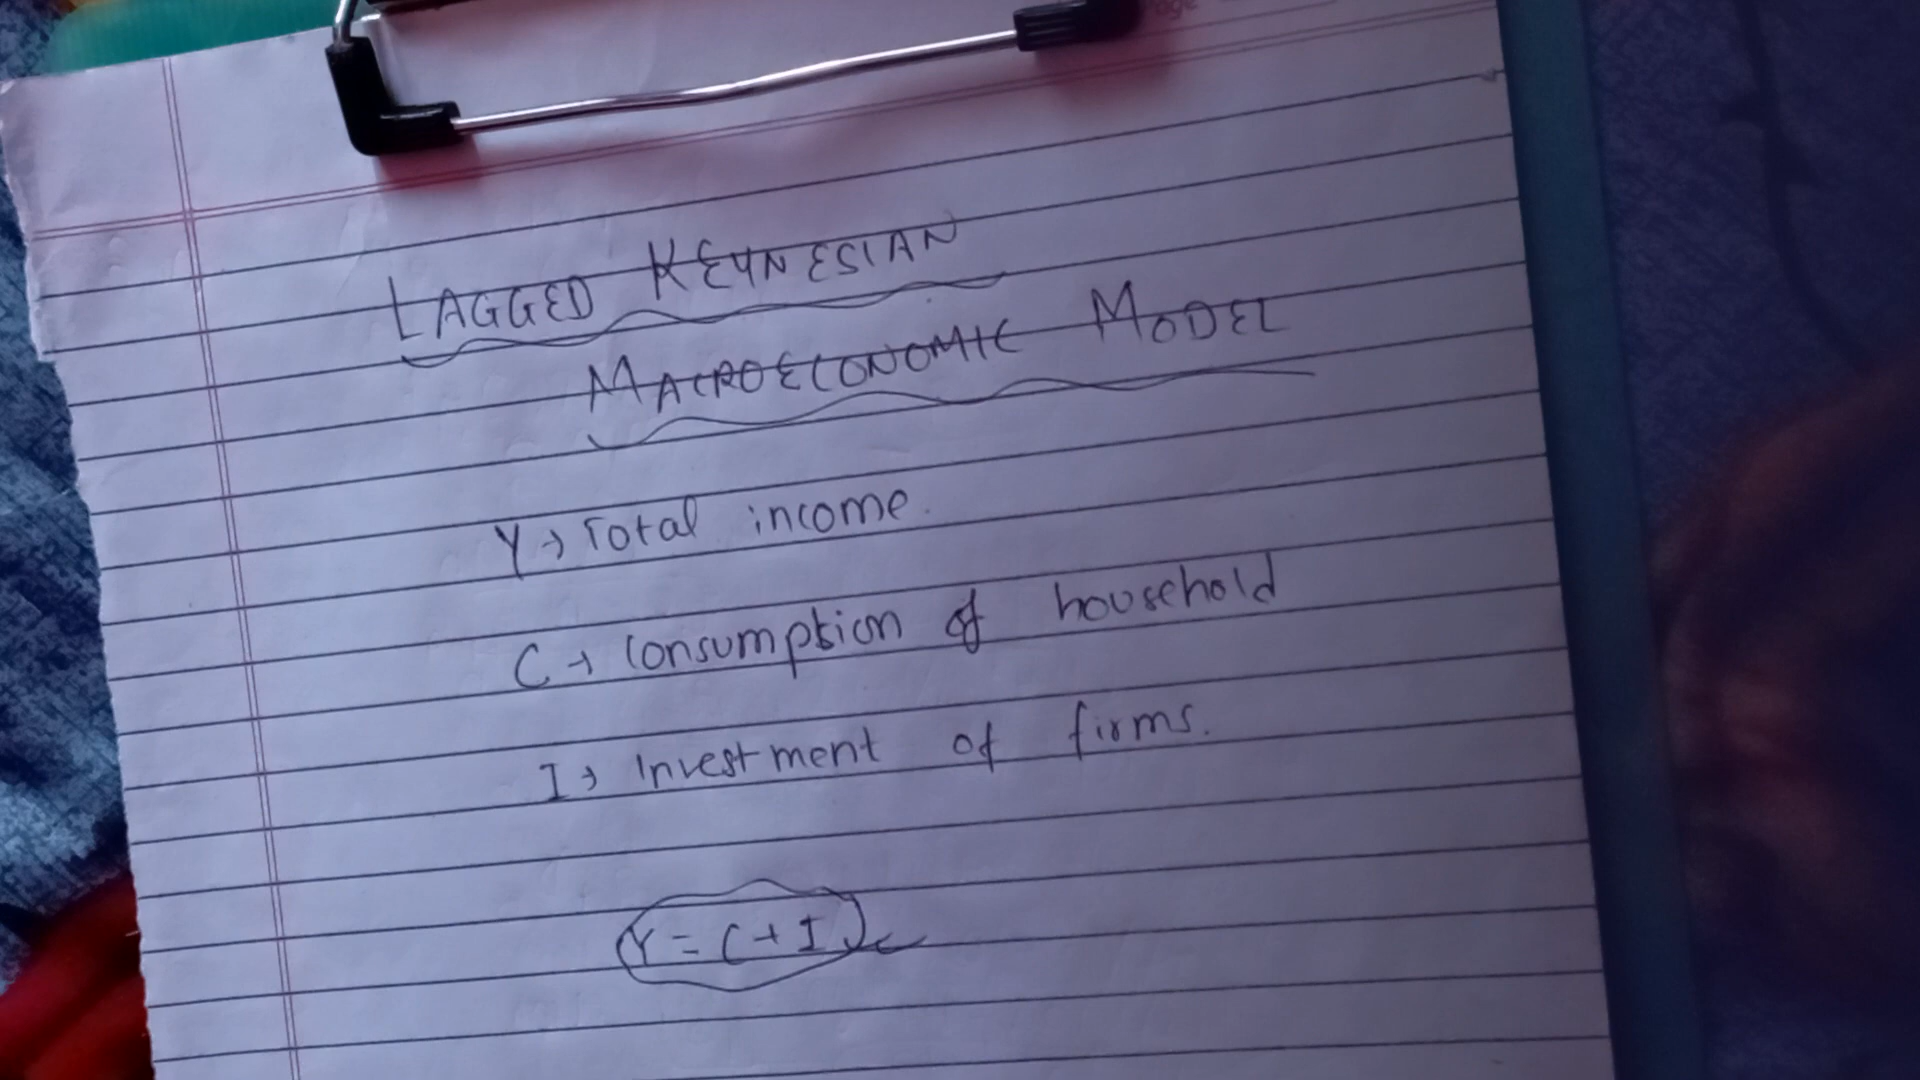 LAGGED KEYNESIAN
MACROECONOMIC MODEL
Y → Total income.
C → Consumption of household
I → Investment of firms.
Y = C + I